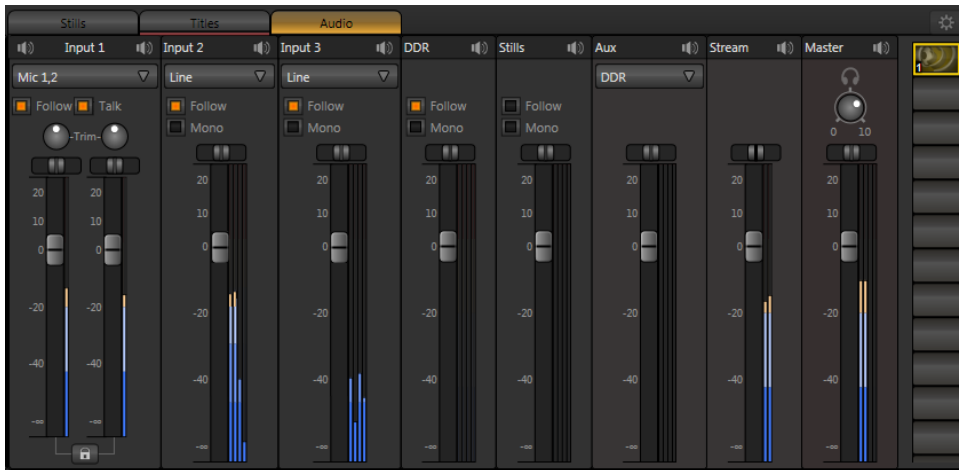 Stills Titles Audio
Input 1 Input 2 Input 3 DDR Stills Aux Stream Master
Mic 1,2 Line Line DDR
1
Follow Talk Follow Follow Follow Follow
Mono Mono Mono Mono
-Trim-
0 10
20 20 20 20 20 20 20 20 20
10 10 10 10 10 10 10 10 10
0 0 0 0 0 0 0 0 0
-20 -20 -20 -20 -20 -20 -20 -20 -20
-40 -40 -40 -40 -40 -40 -40 -40 -40
-∞ -∞ -∞ -∞ -∞ -∞ -∞ -∞ -∞